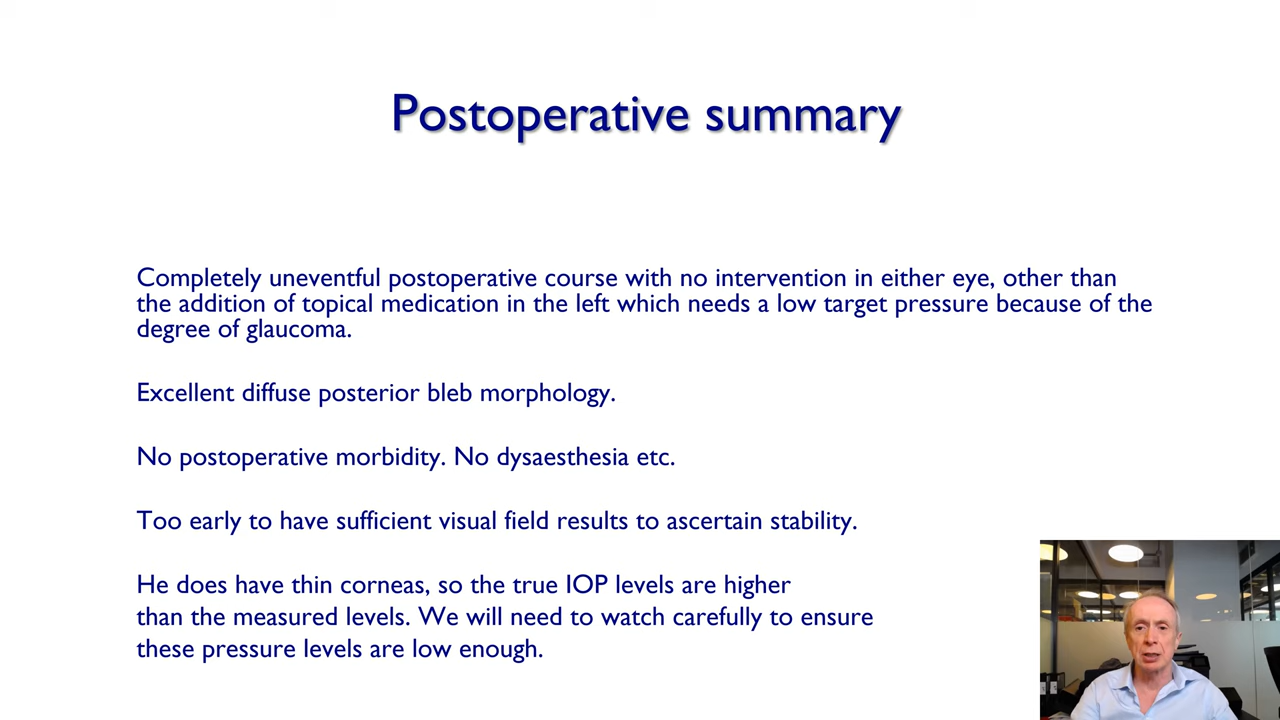 Postoperative summary
Completely uneventful postoperative course with no intervention in either eye, other than
the addition of topical medication in the left which needs a low target pressure because of the
degree of glaucoma.
Excellent diffuse posterior bleb morphology.
No postoperative morbidity. No dysaesthesia etc.
Too early to have sufficient visual field results to ascertain stability.
He does have thin corneas, so the true IOP levels are higher
than the measured levels. We will need to watch carefully to ensure
these pressure levels are low enough.